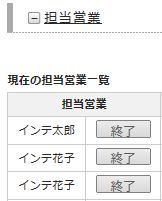 担当営業
現在の担当営業一覧
担当営業
インテ太郎 終了
インテ花子 終了
インテ花子 終了